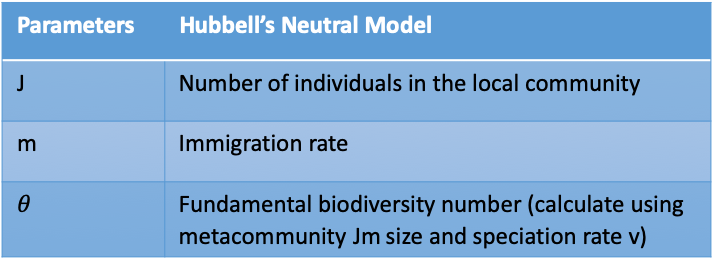 Parameters Hubbell’s Neutral Model
J Number of individuals in the local community
m Immigration rate
θ Fundamental biodiversity number (calculate using
metacommunity Jm size and speciation rate v)